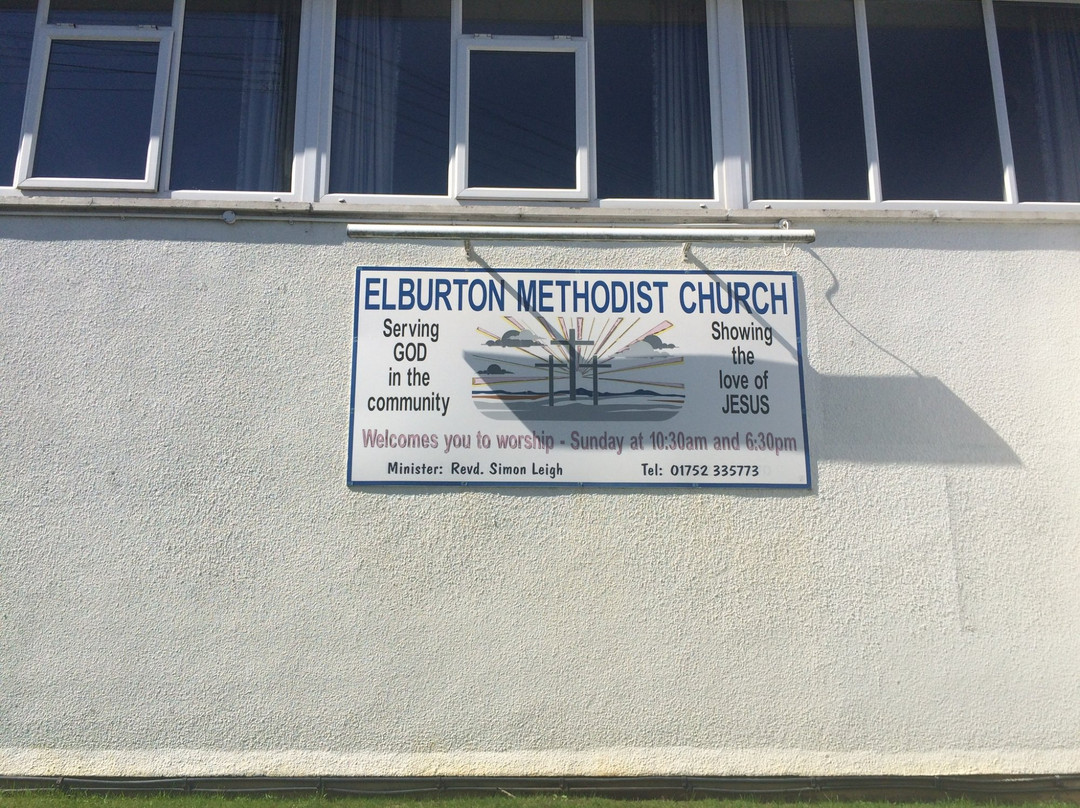 ELBURTON METHODIST CHURCH
Serving
GOD
in the
community
Showing
the
love of
JESUS
Welcomes you to worship - Sunday at 10:30am and 6:30pm
Minister: Revd. Simon Leigh
Tel: 01752 335773